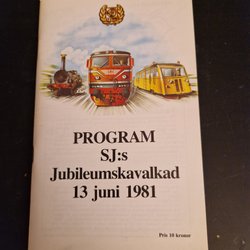 PROGRAM
SJ:s
Jubileumskavalkad
13 juni 1981
Pris 10 kronor